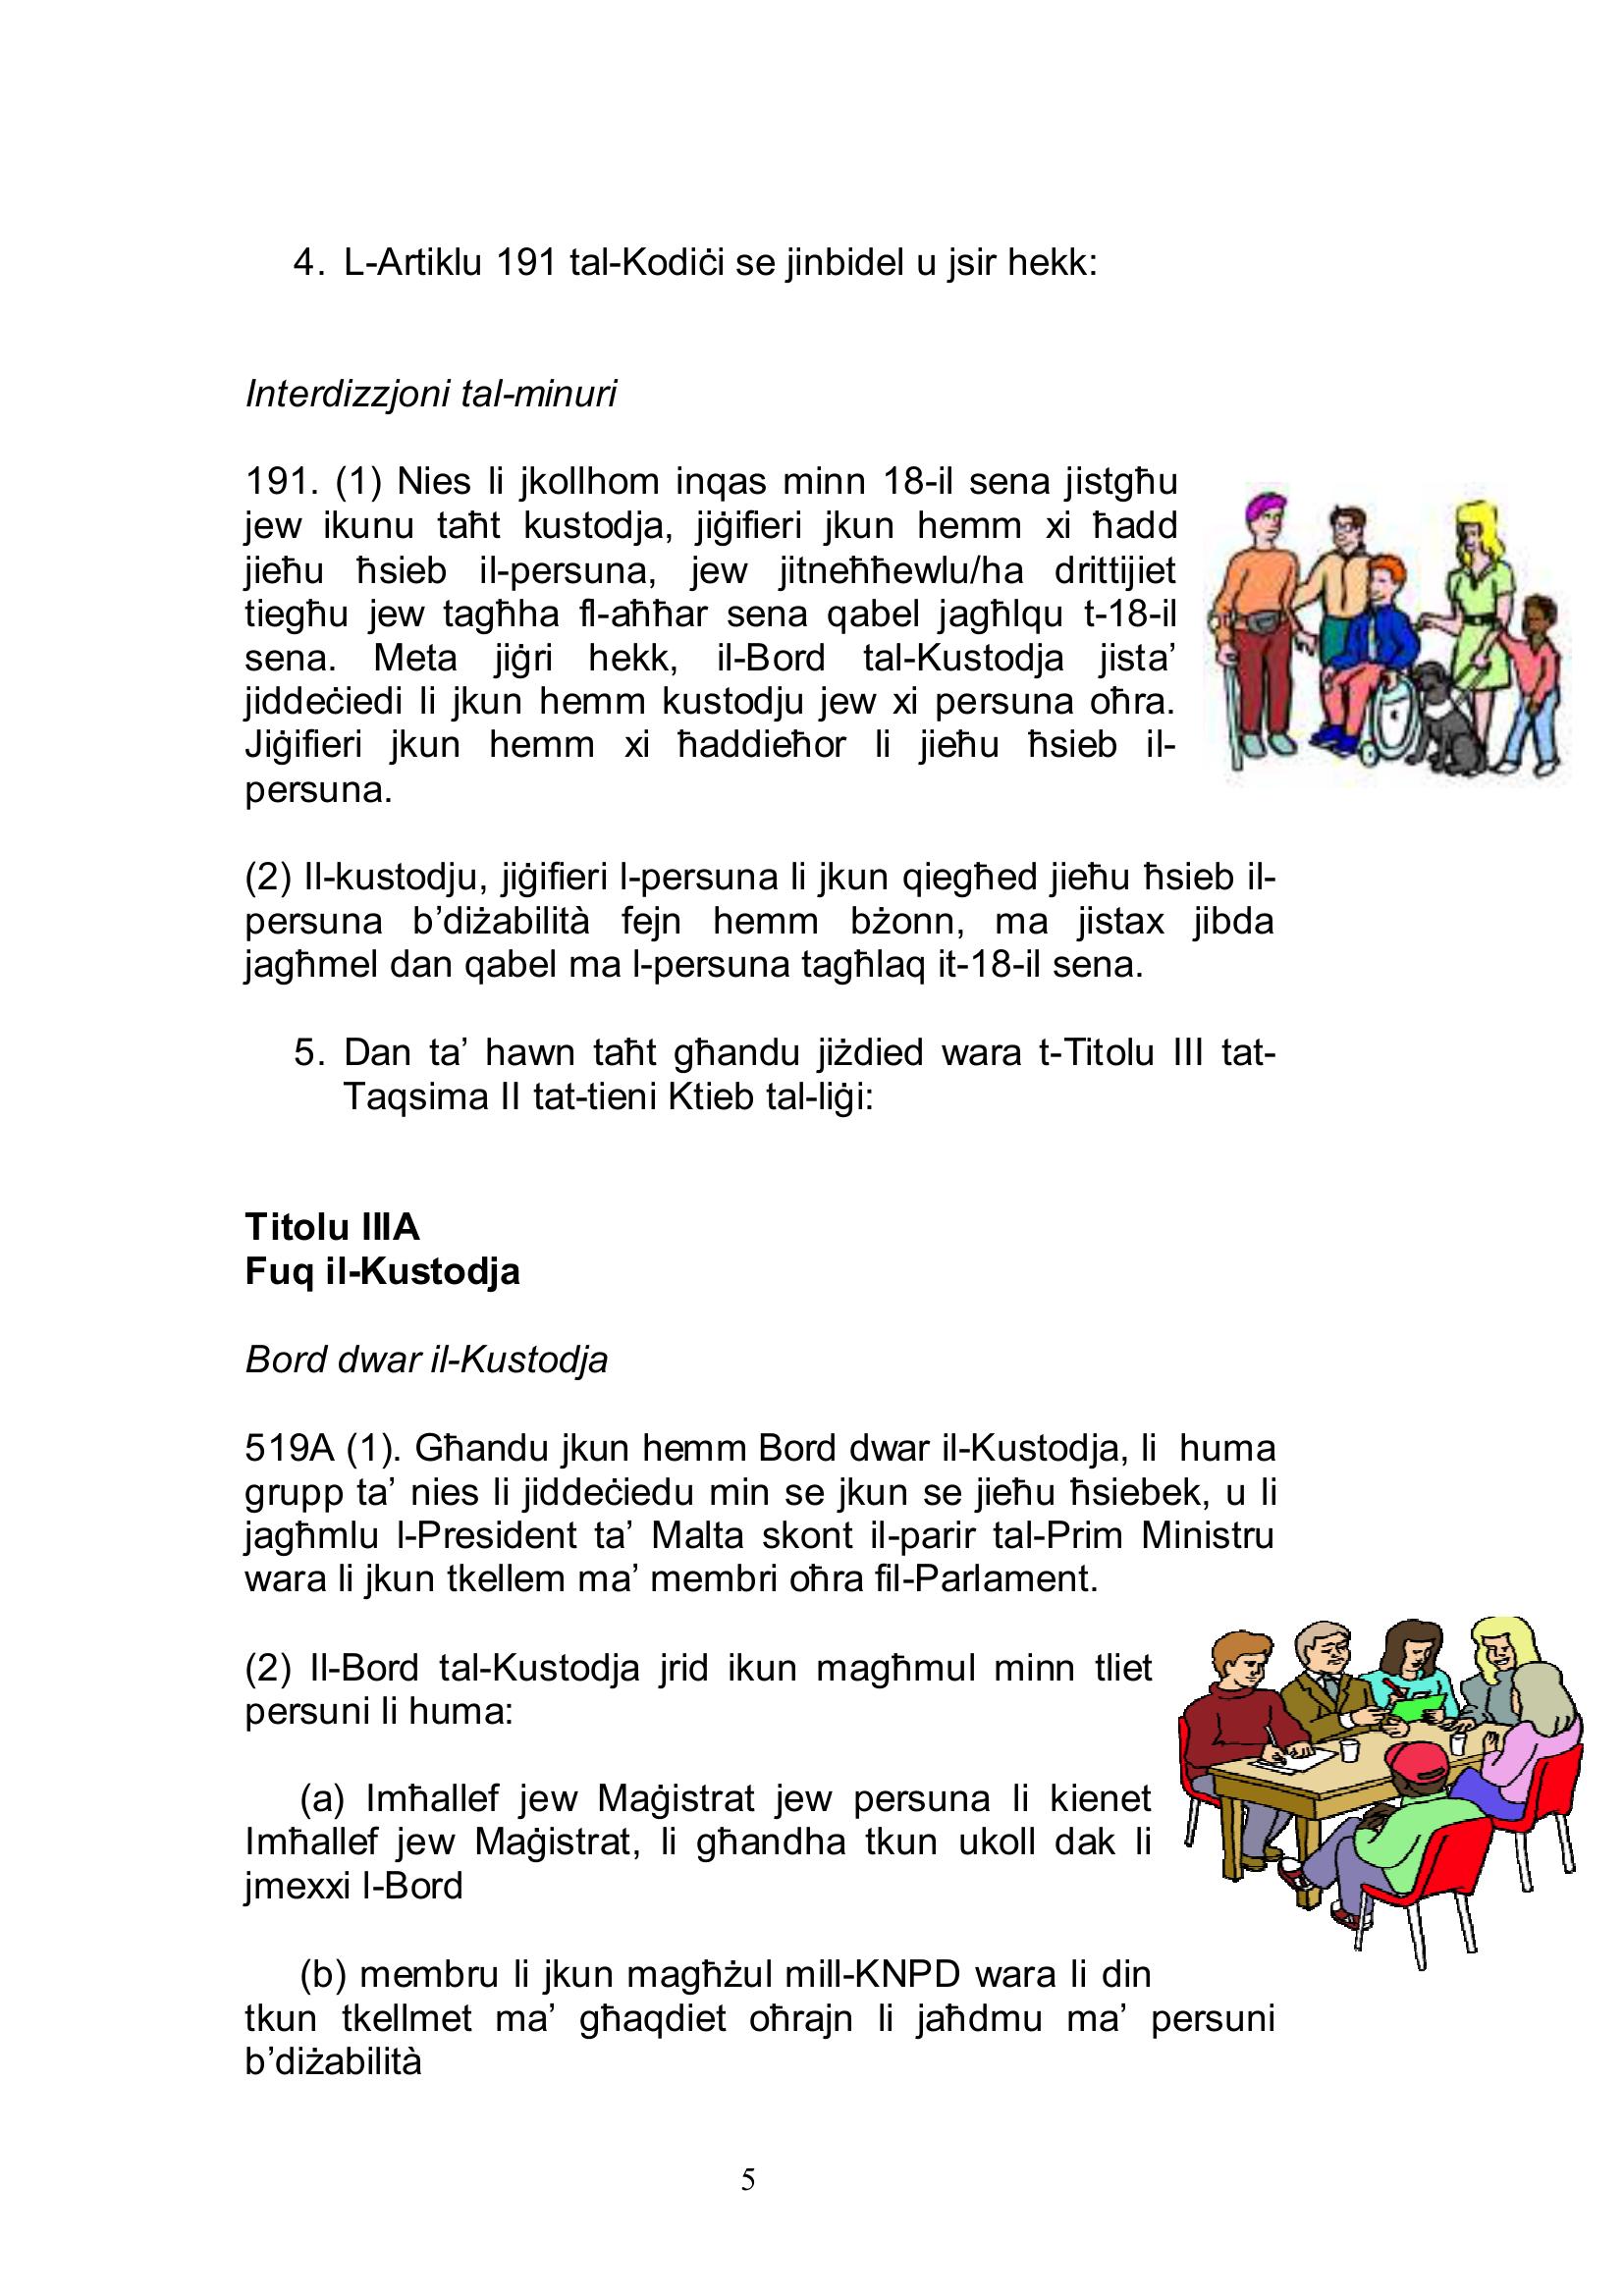 4. L-Artiklu 191 tal-Kodiċi se jinbidel u jsir hekk:
Interdizzjoni tal-minuri
191. (1) Nies li jkollhom inqas minn 18-il sena jistgħu
jew ikunu taħt kustodja, jiġifieri jkun hemm xi ħadd
jieħu ħsieb il-persuna, jew jitneħħewlu/ha drittijiet
tiegħu jew tagħha fl-aħħar sena qabel jagħlqu t-18-il
sena. Meta jiġri hekk, il-Bord tal-Kustodja jista’
jiddeċiedi li jkun hemm kustodju jew xi persuna oħra.
Jiġifieri jkun hemm xi ħaddieħor li jieħu ħsieb il-
persuna.
(2) Il-kustodju, jiġifieri l-persuna li jkun qiegħed jieħu ħsieb il-
persuna b’diżabilità fejn hemm bżonn, ma jistax jibda
jagħmel dan qabel ma l-persuna tagħlaq it-18-il sena.
5. Dan ta’ hawn taħt għandu jiżdied wara t-Titolu III tat-
Taqsima II tat-tieni Ktieb tal-liġi:
Titolu IIIA
Fuq il-Kustodja
Bord dwar il-Kustodja
519A (1). Għandu jkun hemm Bord dwar il-Kustodja, li huma
grupp ta’ nies li jiddeċiedu min se jkun se jieħu ħsiebek, u li
jagħmlu l-President ta’ Malta skont il-parir tal-Prim Ministru
wara li jkun tkellem ma’ membri oħra fil-Parlament.
(2) Il-Bord tal-Kustodja jrid ikun magħmul minn tliet
persuni li huma:
(a) Imħallef jew Maġistrat jew persuna li kienet
Imħallef jew Maġistrat, li għandha tkun ukoll dak li
jmexxi l-Bord
(b) membru li jkun magħżul mill-KNPD wara li din
tkun tkellmet ma’ għaqdiet oħrajn li jaħdmu ma’ persuni
b’diżabilità
5